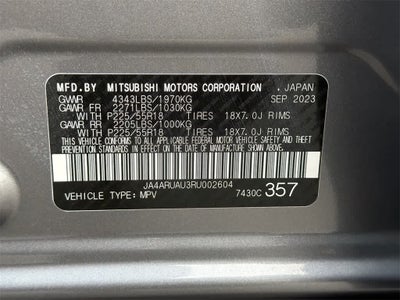 MFD.BY MITSUBISHI MOTORS CORPORATION , JAPAN
GVWR 4343LBS/1970KG SEP 2023
GAWR FR 2271LBS/1030KG
WITH P225/55R18 TIRES 18X7.0J RIMS
GAWR RR 2205LBS/1000KG
WITH P225/55R18 TIRES 18X7.0J RIMS
THIS VEHICLE CONFORMS TO ALL APPLICABLE FEDERAL
MOTOR VEHICLE SAFETY, BUMPER, AND THEFT
PREVENTION STANDARDS IN EFFECT ON THE DATE OF
MANUFACTURE SHOWN ABOVE.
JA4ARUAU3RU002604
VEHICLE TYPE: MPV 7430C 357